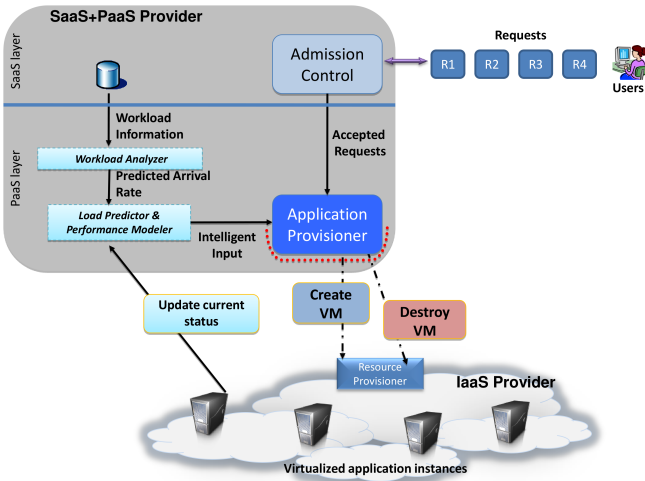 SaaS+PaaS Provider
SaaS layer
Admission
Control
Requests
R1
R2
R3
R4
Users
Workload
Information
Accepted
Requests
PaaS layer
Workload Analyzer
Predicted Arrival
Rate
Load Predictor &
Performance Modeler
Intelligent
Input
Application
Provisioner
Update current
status
Create
VM
Destroy
VM
Resource
Provisioner
IaaS Provider
Virtualized application instances